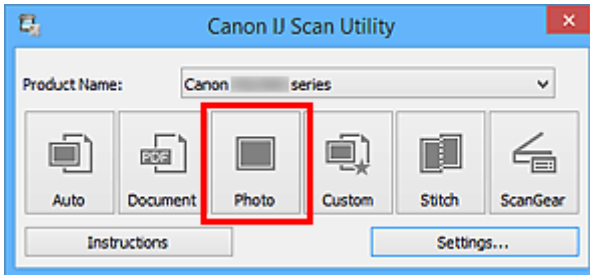 Canon IJ Scan Utility
Product Name: Canon series
PDF
Auto Document Photo Custom Stitch ScanGear
Instructions Settings...